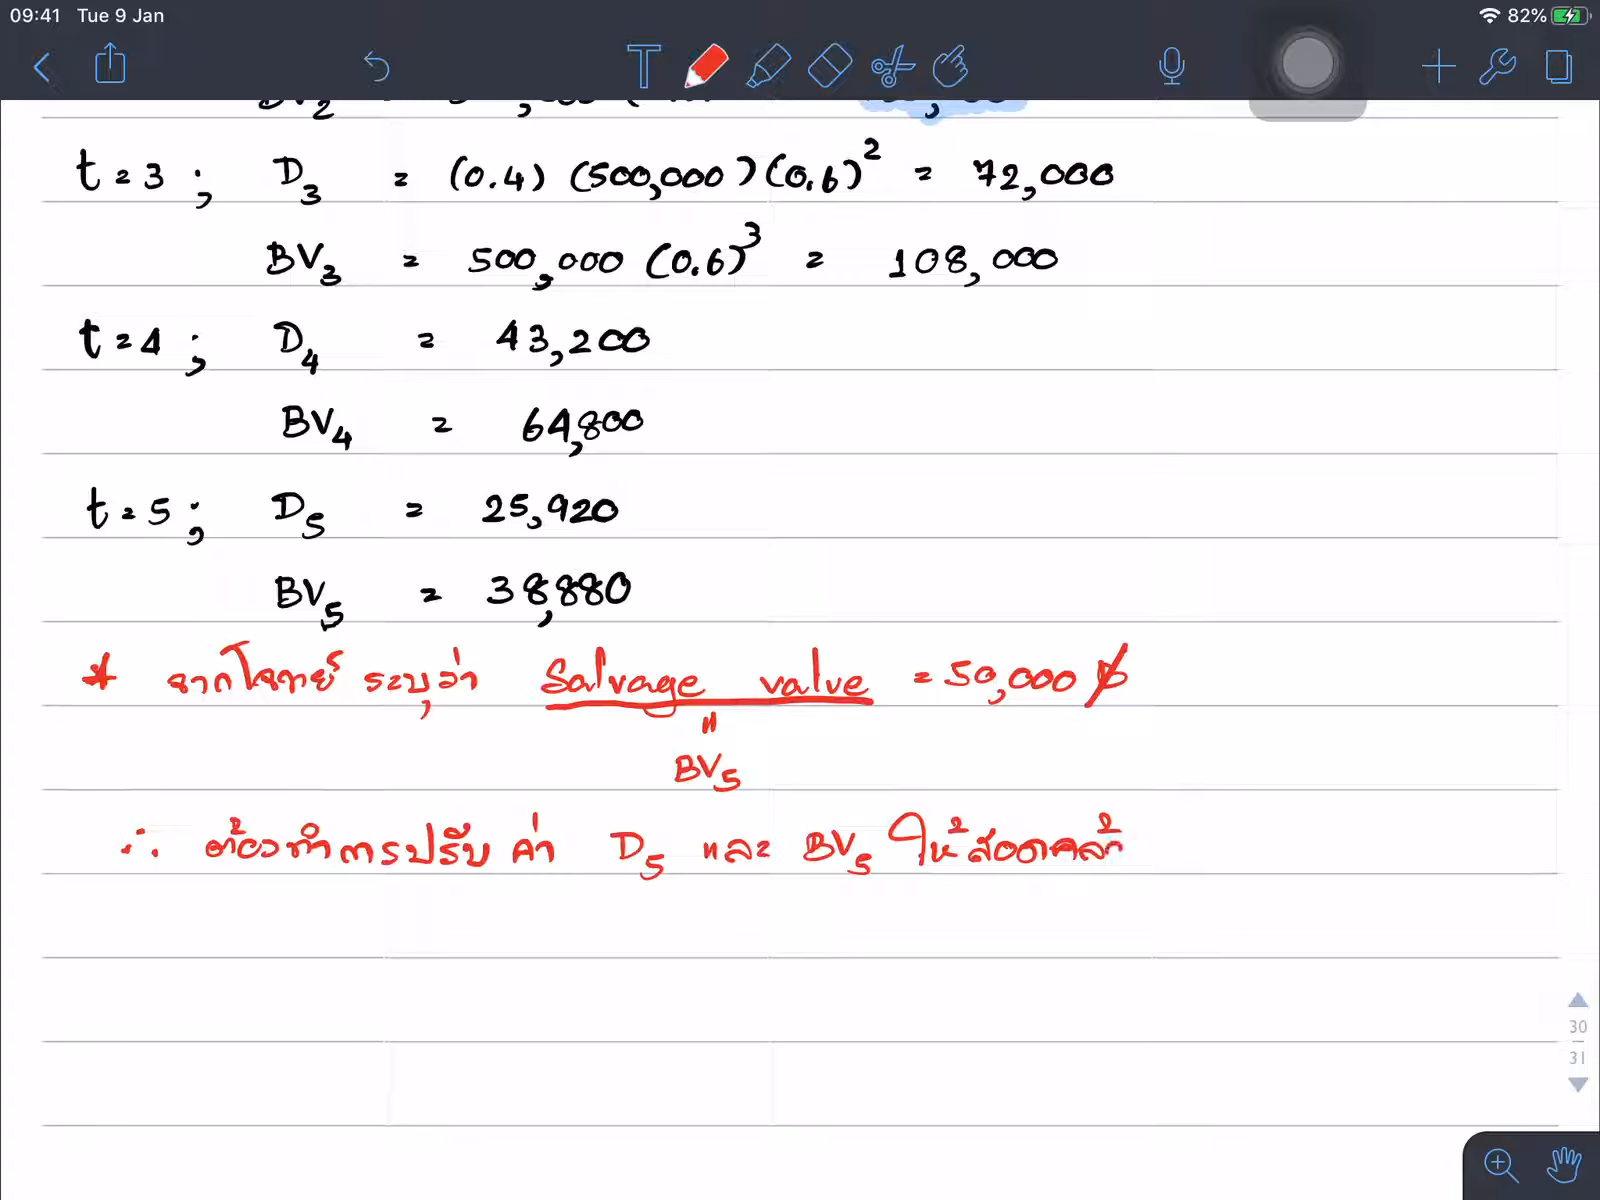 09:41 Tue 9 Jan 82%
t = 3 ; D3 = (0.4) (500,000) (0.6)² = 72,000
BV3 = 500,000 (0.6)³ = 108,000
t = 4 ; D4 = 43,200
BV4 = 64,800
t = 5 ; D5 = 25,920
BV5 = 38,880
* จากโจทย์ ระบุว่า Salvage value = 50,000 ฿
"
BV5
∴ ต้องทำการปรับ ค่า D5 และ BV5 ให้สอดคล้
30
31